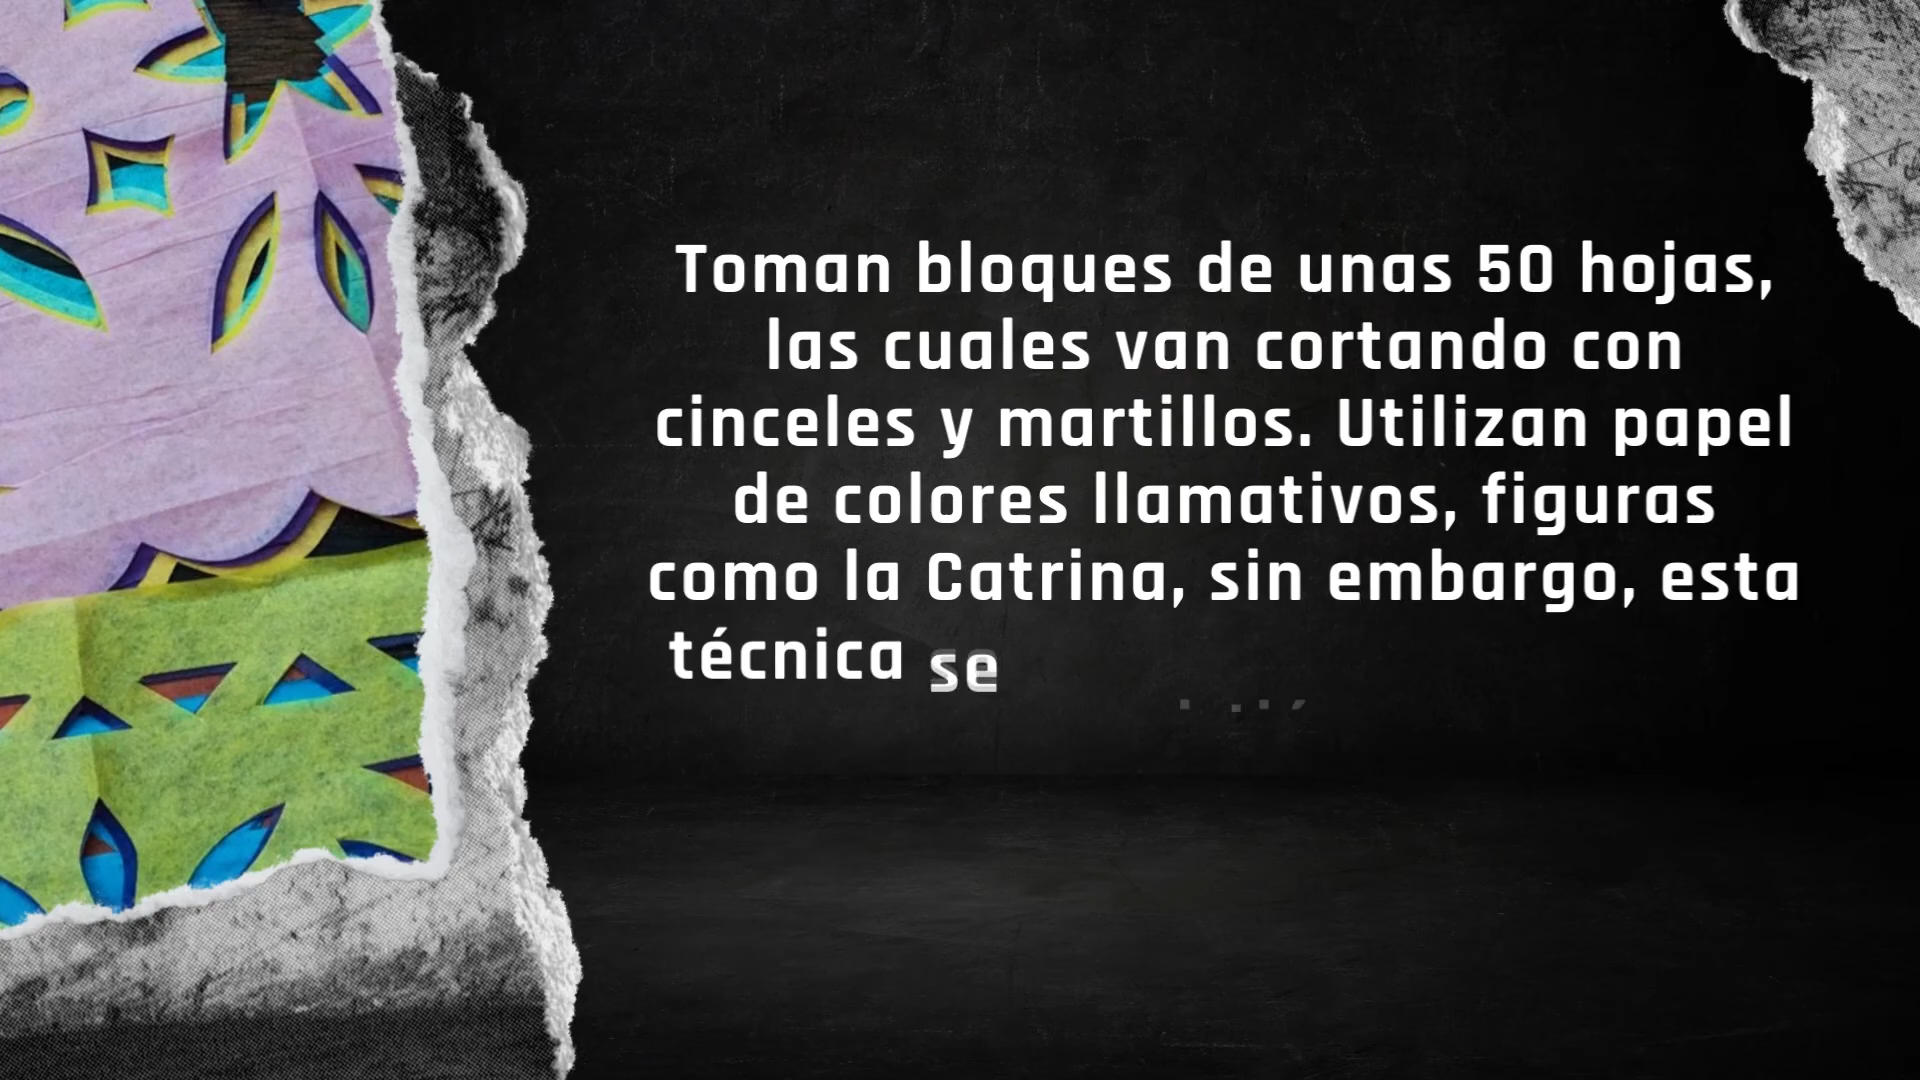 Toman bloques de unas 50 hojas,
las cuales van cortando con
cinceles y martillos. Utilizan papel
de colores llamativos, figuras
como la Catrina, sin embargo, esta
técnica se